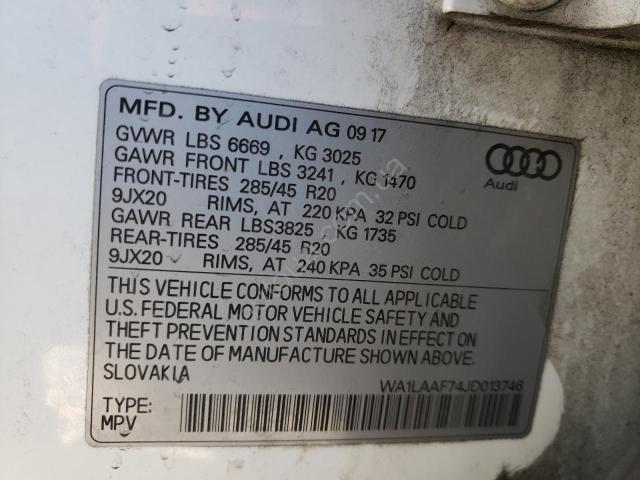 MFD. BY AUDI AG 09 17
GVWR LBS 6669 , KG 3025
GAWR FRONT LBS 3241 , KG 1470
FRONT-TIRES 285/45 R20
9JX20 RIMS, AT 220 KPA 32 PSI COLD
GAWR REAR LBS3825 , KG 1735
REAR-TIRES 285/45 R20
9JX20 RIMS, AT 240 KPA 35 PSI COLD
Audi
THIS VEHICLE CONFORMS TO ALL APPLICABLE
U.S. FEDERAL MOTOR VEHICLE SAFETY AND
THEFT PREVENTION STANDARDS IN EFFECT ON
THE DATE OF MANUFACTURE SHOWN ABOVE.
SLOVAKIA
WA1LAAF74JD013746
TYPE:
MPV